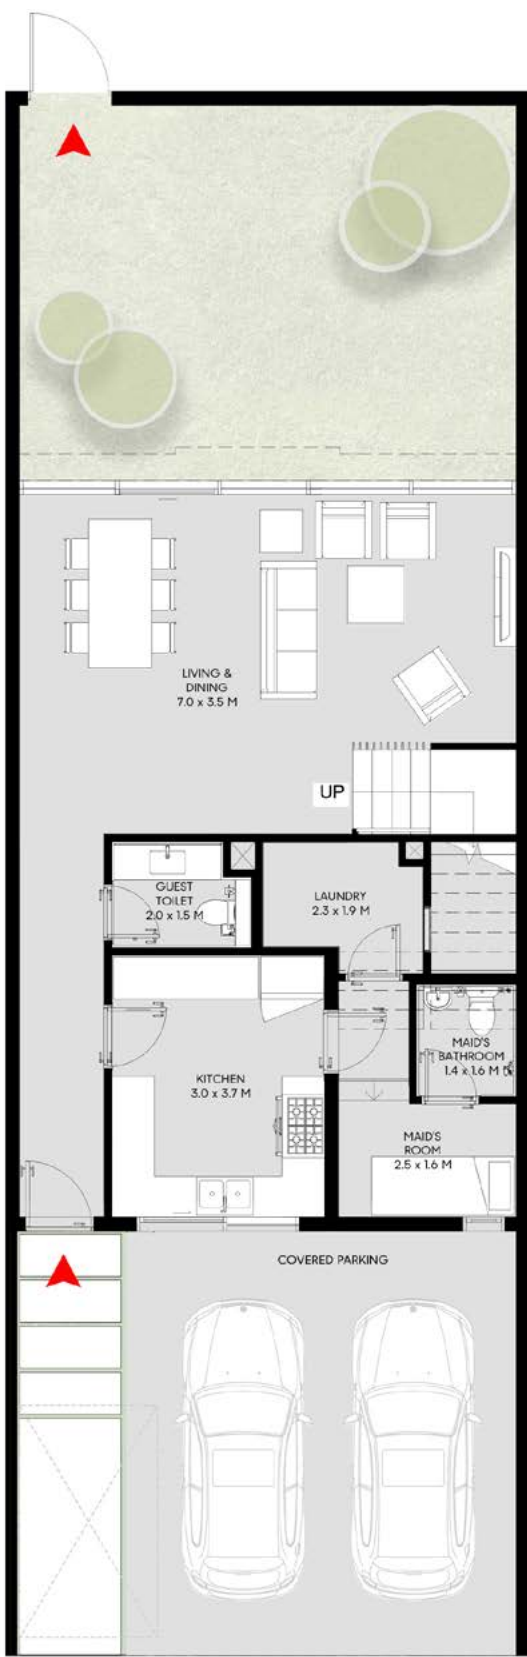 LIVING &
DINING
7.0 x 3.5 M
UP
GUEST
TOILET
2.0 x 1.5 M
LAUNDRY
2.3 x 1.9 M
MAID'S
BATHROOM
1.4 x 1.6 M
KITCHEN
3.0 x 3.7 M
MAID'S
ROOM
2.5 x 1.6 M
COVERED PARKING